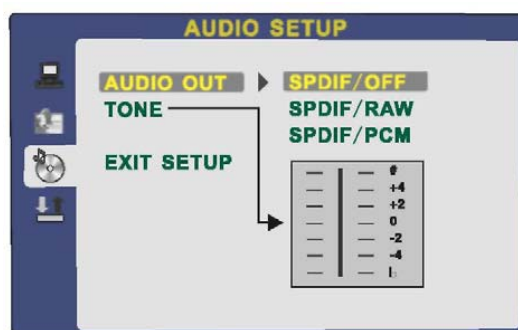 AUDIO SETUP
AUDIO OUT SPDIF/OFF
TONE SPDIF/RAW
SPDIF/PCM
EXIT SETUP
#
+4
+2
0
-2
-4
b